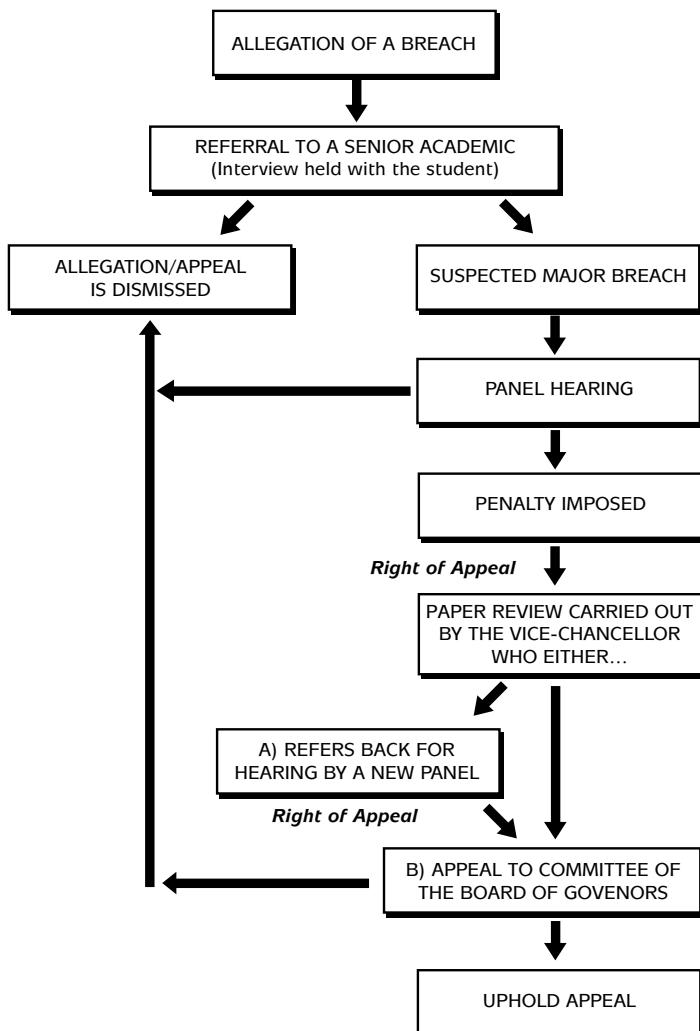 ALLEGATION OF A BREACH
REFERRAL TO A SENIOR ACADEMIC
(Interview held with the student)
ALLEGATION/APPEAL
IS DISMISSED
SUSPECTED MAJOR BREACH
PANEL HEARING
PENALTY IMPOSED
Right of Appeal
PAPER REVIEW CARRIED OUT
BY THE VICE-CHANCELLOR
WHO EITHER…
A) REFERS BACK FOR
HEARING BY A NEW PANEL
Right of Appeal
B) APPEAL TO COMMITTEE OF
THE BOARD OF GOVENORS
UPHOLD APPEAL